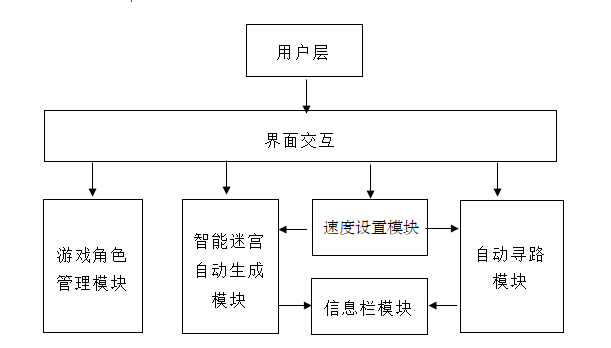 用户层
界面交互
游戏角色
管理模块
智能迷宫
自动生成
模块
速度设置模块
信息栏模块
自动寻路
模块